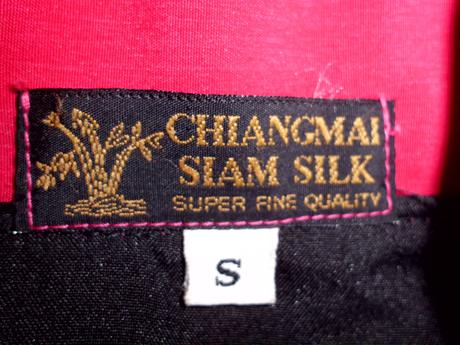 CHIANGMAI
SIAM SILK
SUPER FINE QUALITY
S